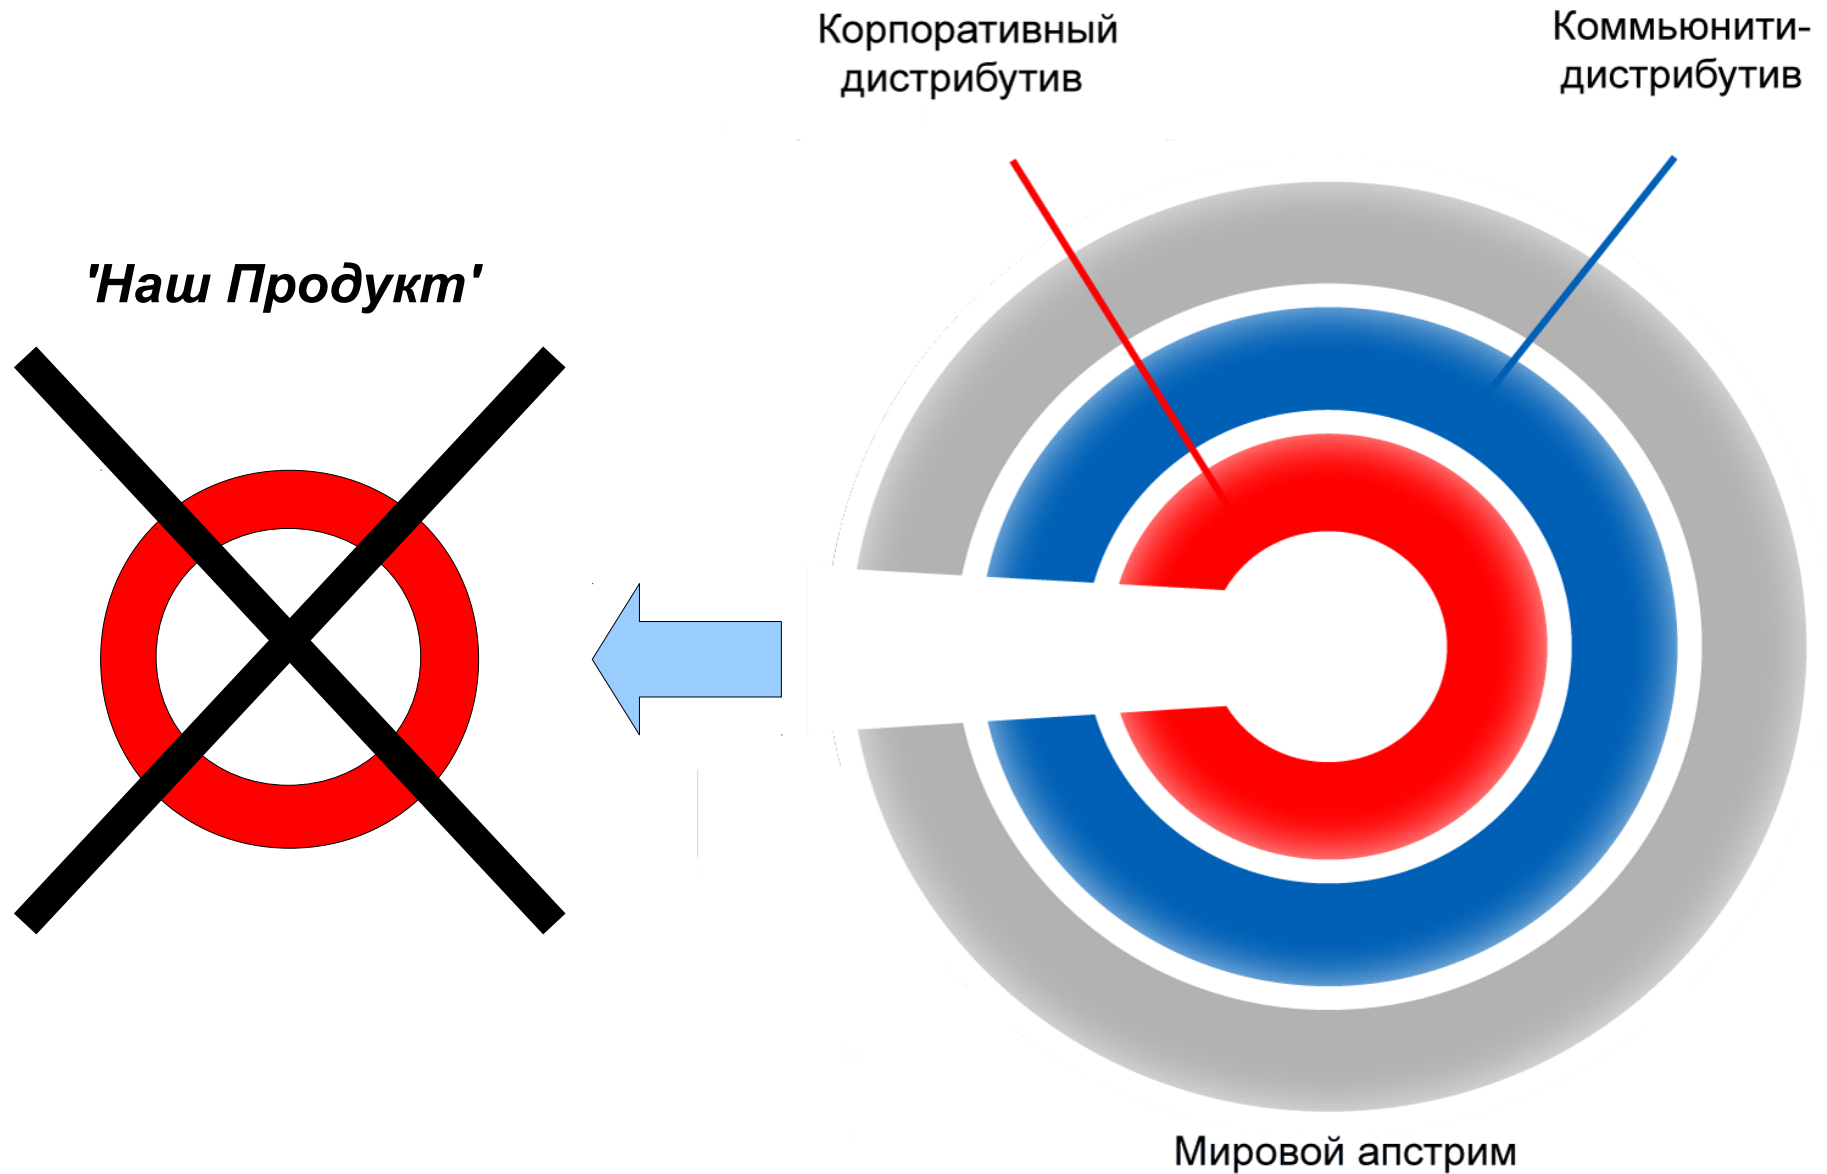 Корпоративный
дистрибутив
Коммьюнити-
дистрибутив
'Наш Продукт'
Мировой апстрим